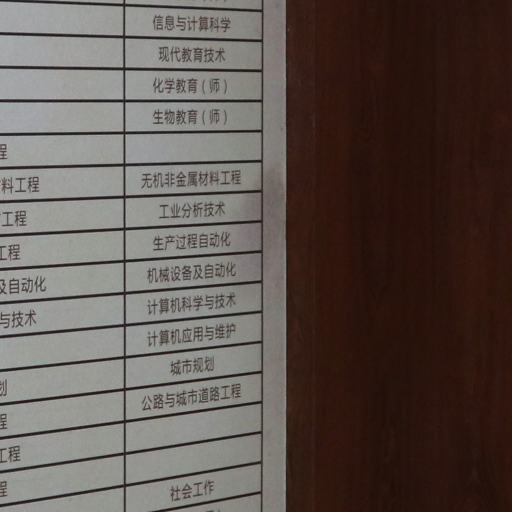 信息与计算科学
现代教育技术
化学教育（师）
生物教育（师）
程
料工程 无机非金属材料工程
工程 工业分析技术
工程 生产过程自动化
及自动化 机械设备及自动化
与技术 计算机科学与技术
计算机应用与维护
划 城市规划
程 公路与城市道路工程
工程
程 社会工作